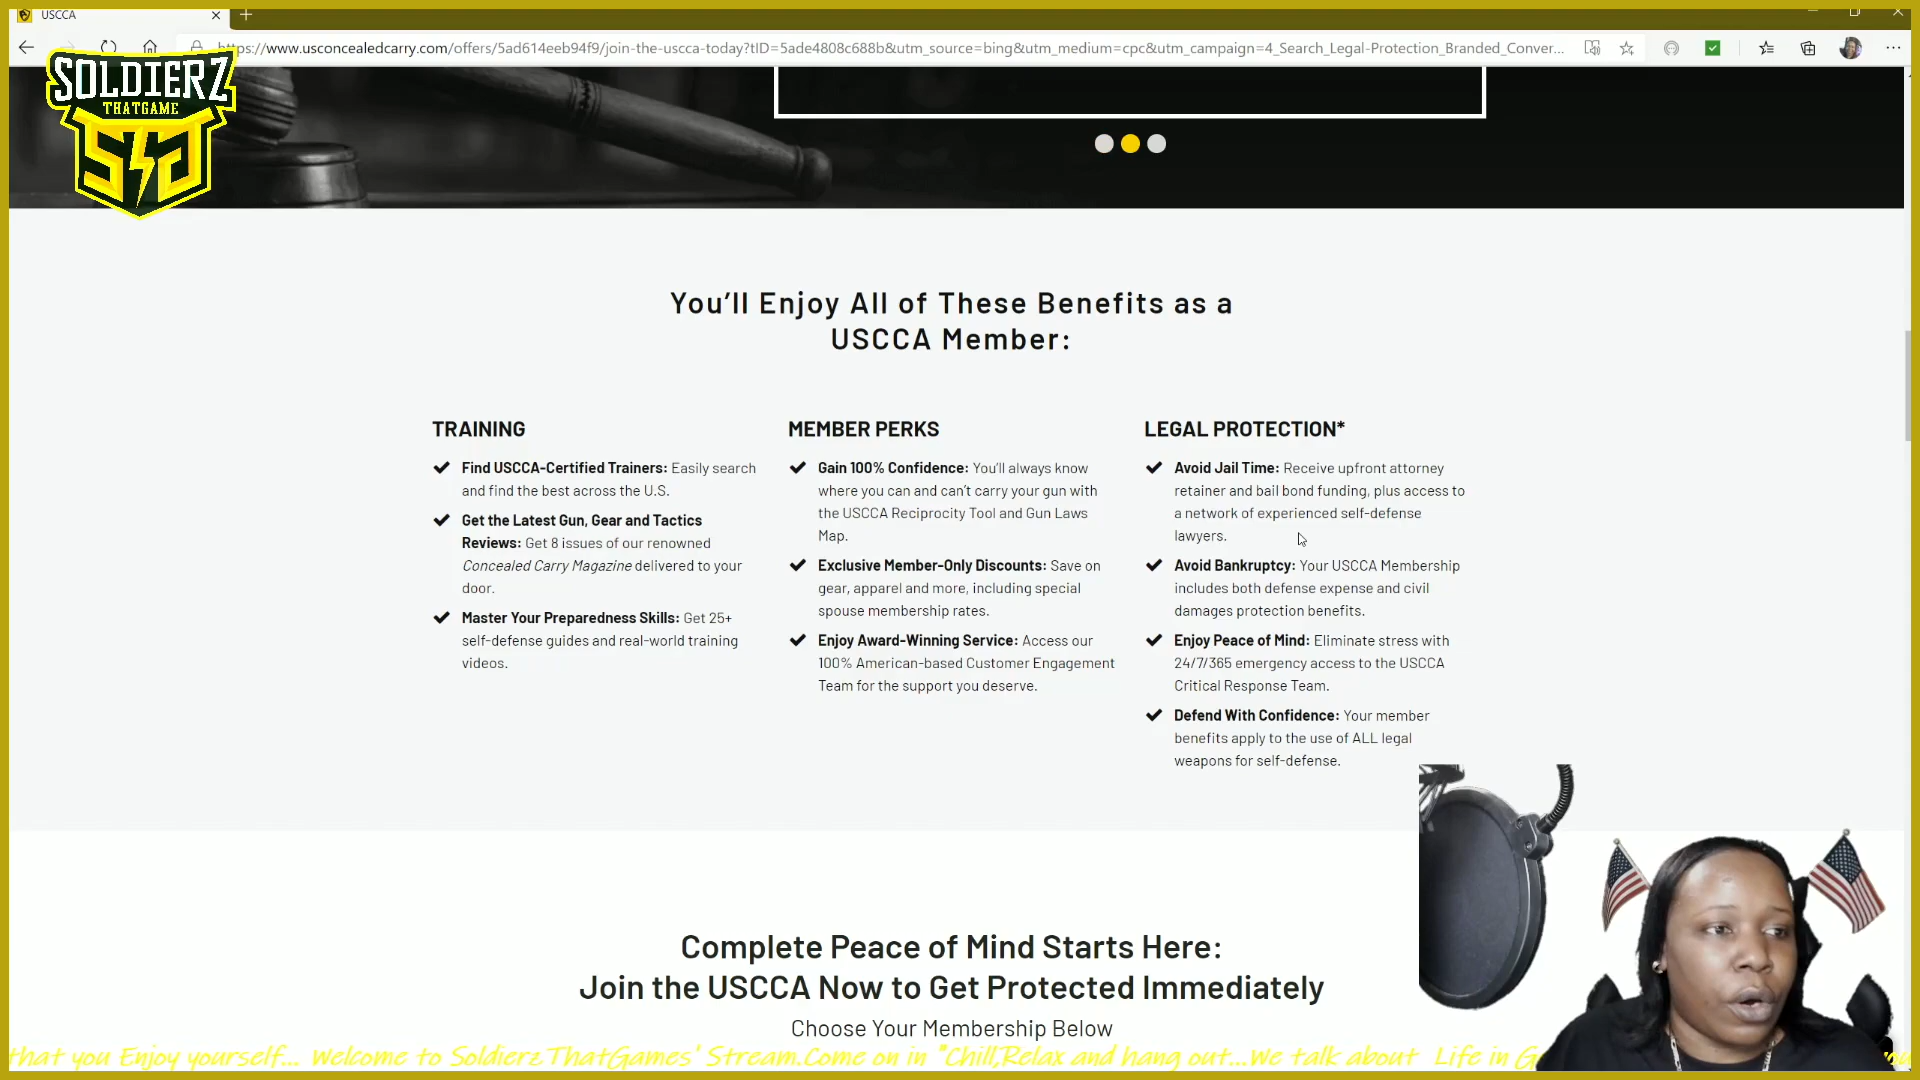 USCCA
https://www.usconcealedcarry.com/offers/5ad614eeb94f9/join-the-uscca-today?tID=5ade4808c688b&utm_source=bing&utm_medium=cpc&utm_campaign=4_Search_Legal-Protection_Branded_Conver...
SOLDIERZ
THATGAME
STG
You'll Enjoy All of These Benefits as a
USCCA Member:
TRAINING
Find USCCA-Certified Trainers: Easily search
and find the best across the U.S.
Get the Latest Gun, Gear and Tactics
Reviews: Get 8 issues of our renowned
Concealed Carry Magazine delivered to your
door.
Master Your Preparedness Skills: Get 25+
self-defense guides and real-world training
videos.
MEMBER PERKS
Gain 100% Confidence: You'll always know
where you can and can't carry your gun with
the USCCA Reciprocity Tool and Gun Laws
Map.
Exclusive Member-Only Discounts: Save on
gear, apparel and more, including special
spouse membership rates.
Enjoy Award-Winning Service: Access our
100% American-based Customer Engagement
Team for the support you deserve.
LEGAL PROTECTION*
Avoid Jail Time: Receive upfront attorney
retainer and bail bond funding, plus access to
a network of experienced self-defense
lawyers.
Avoid Bankruptcy: Your USCCA Membership
includes both defense expense and civil
damages protection benefits.
Enjoy Peace of Mind: Eliminate stress with
24/7/365 emergency access to the USCCA
Critical Response Team.
Defend With Confidence: Your member
benefits apply to the use of ALL legal
weapons for self-defense.
Complete Peace of Mind Starts Here:
Join the USCCA Now to Get Protected Immediately
Choose Your Membership Below
that you Enjoy yourself... Welcome to SoldierzThatGames' Stream.Come on in "Chill,Relax and hang out...We talk about Life in